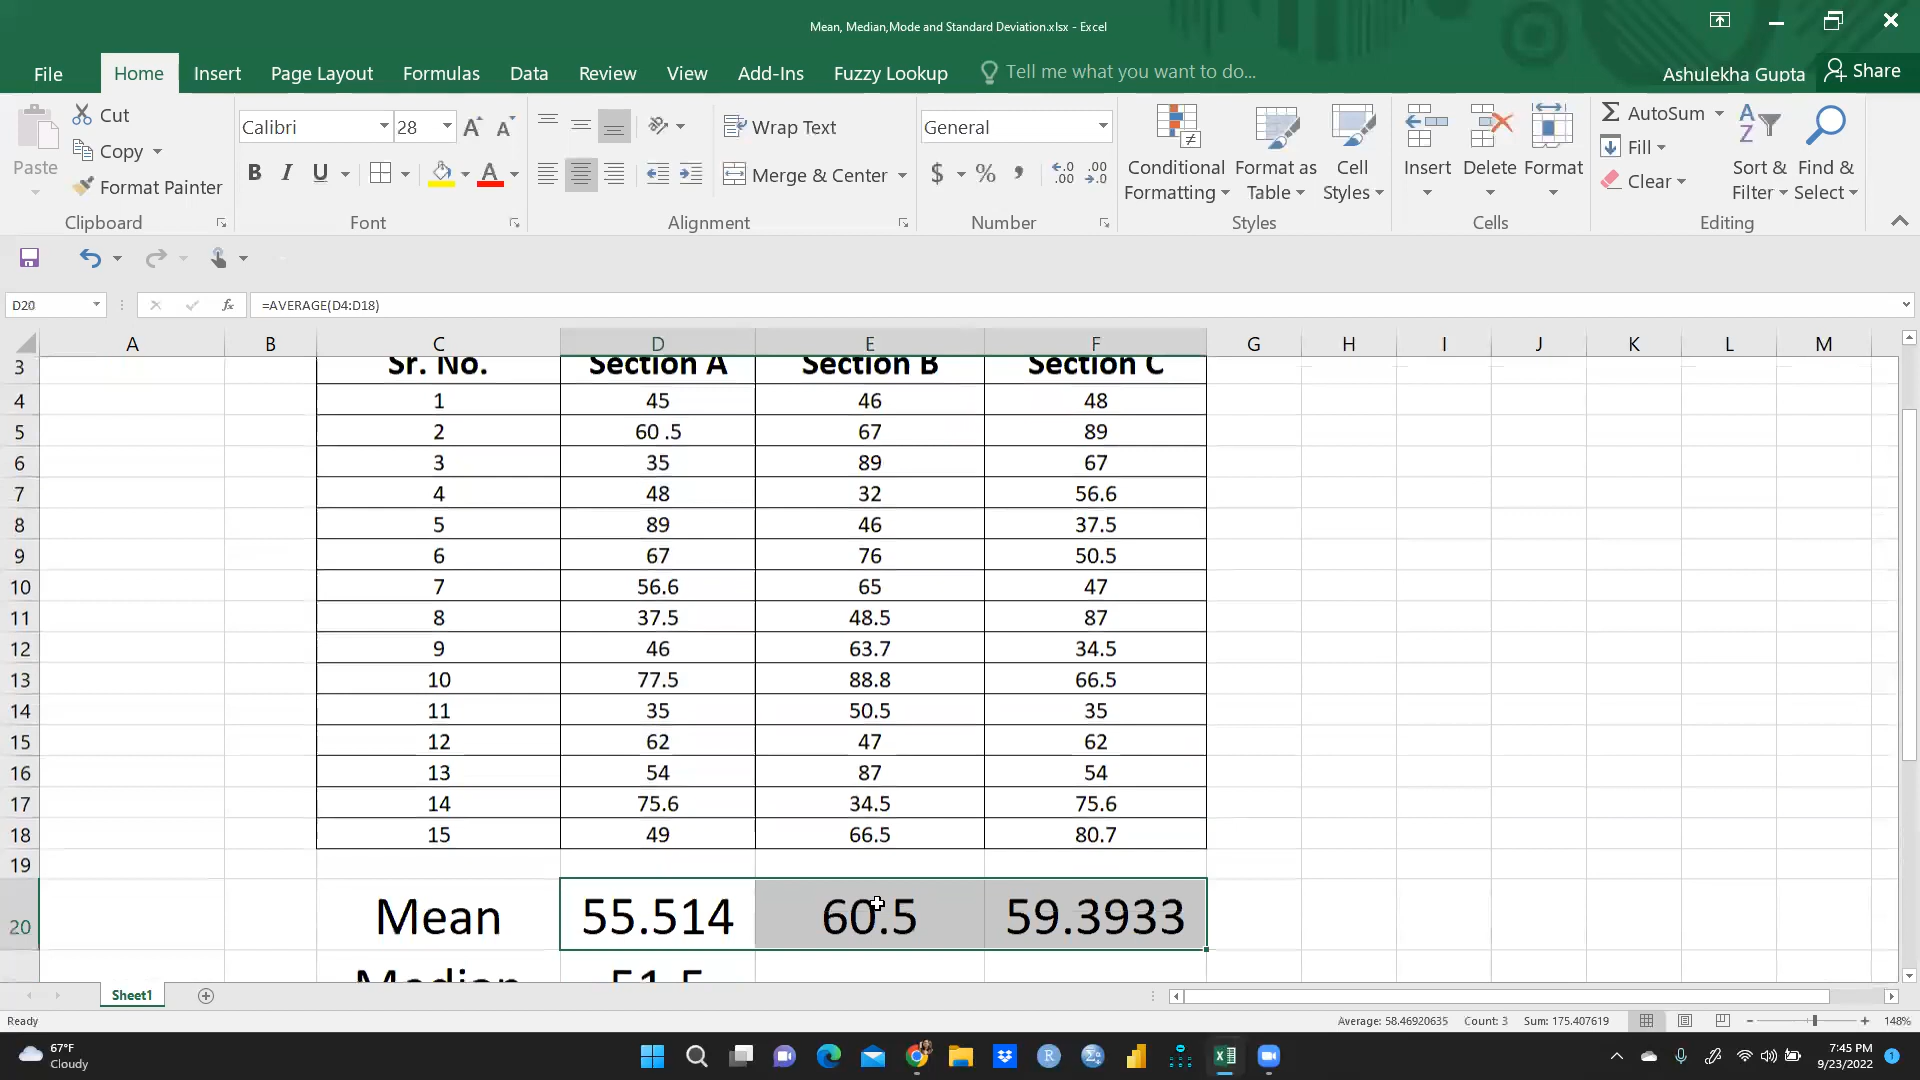 Mean, Median,Mode and Standard Deviation.xlsx - Excel
File Home Insert Page Layout Formulas Data Review View Add-Ins Fuzzy Lookup Tell me what you want to do... Ashulekha Gupta Share
Paste
Cut
Copy
Format Painter
Clipboard
Calibri 28
B I U
Font
Wrap Text
Merge & Center
Alignment
General
$ % ,
Number
Conditional Formatting
Format as Table
Cell Styles
Styles
Insert Delete Format
Cells
AutoSum
Fill
Clear
Sort & Filter
Find & Select
Editing
D20 fx =AVERAGE(D4:D18)
A B C D E F G H I J K L M
3 Sr. No. Section A Section B Section C
4 1 45 46 48
5 2 60 .5 67 89
6 3 35 89 67
7 4 48 32 56.6
8 5 89 46 37.5
9 6 67 76 50.5
10 7 56.6 65 47
11 8 37.5 48.5 87
12 9 46 63.7 34.5
13 10 77.5 88.8 66.5
14 11 35 50.5 35
15 12 62 47 62
16 13 54 87 54
17 14 75.6 34.5 75.6
18 15 49 66.5 80.7
19
20 Mean 55.514 60.5 59.3933
Median 51.5
Sheet1
Ready Average: 58.46920635 Count: 3 Sum: 175.407619 148%
67°F
Cloudy
7:45 PM
9/23/2022
1